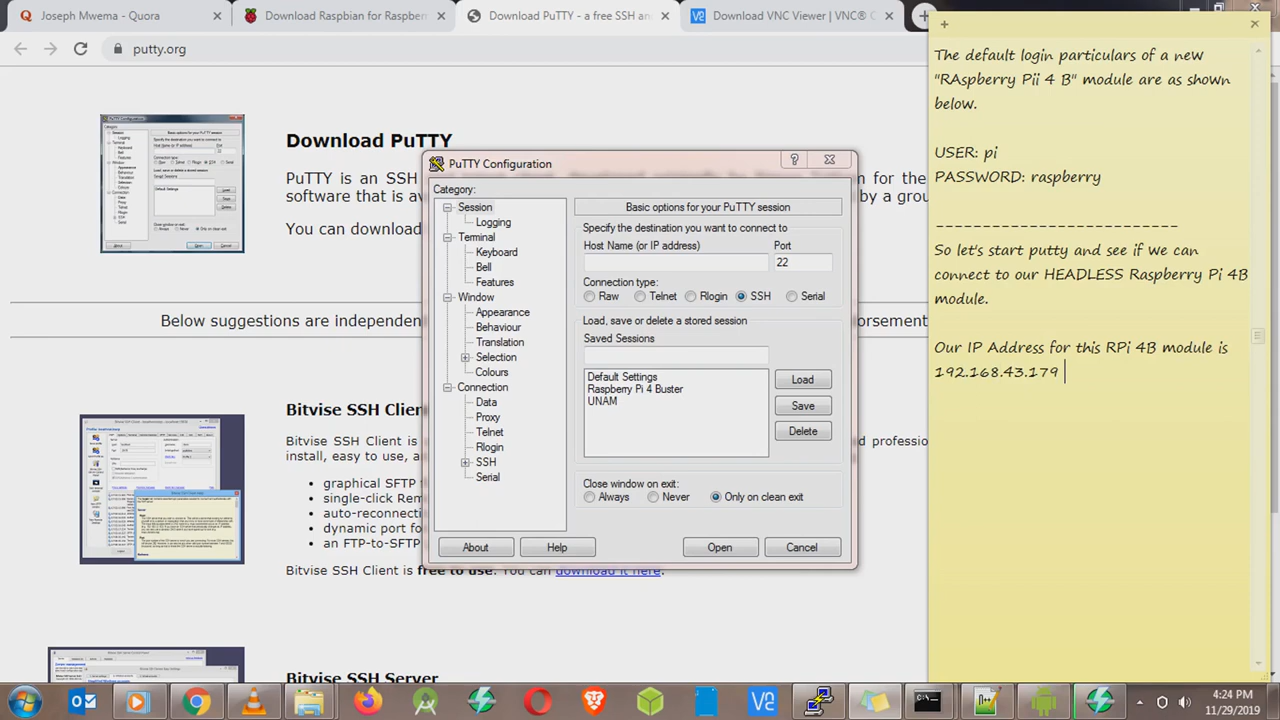 Joseph Mwema - Quora
Download Raspbian for Raspberr
Download PuTTY - a free SSH an
Download VNC Viewer | VNC® C
putty.org
Download PuTTY
PuTTY is an SSH
for the
software that is av
by a grou
You can download
Below suggestions are independen
orsemen
Bitvise SSH Clien
Bitvise SSH Client is
d professio
install, easy to use, a
graphical SFTP
single-click Rem
auto-reconnectin
dynamic port fo
an FTP-to-SFTP
Bitvise SSH Client is free to use. You can download it here.
Bitvise SSH Server
PuTTY Configuration
Category:
Session
Logging
Terminal
Keyboard
Bell
Features
Window
Appearance
Behaviour
Translation
Selection
Colours
Connection
Data
Proxy
Telnet
Rlogin
SSH
Serial
Basic options for your PuTTY session
Specify the destination you want to connect to
Host Name (or IP address)
Port
22
Connection type:
Raw
Telnet
Rlogin
SSH
Serial
Load, save or delete a stored session
Saved Sessions
Default Settings
Raspberry Pi 4 Buster
UNAM
Load
Save
Delete
Close window on exit:
Always
Never
Only on clean exit
About
Help
Open
Cancel
The default login particulars of a new
"RAspberry Pii 4 B" module are as shown
below.
USER: pi
PASSWORD: raspberry
--------------------------
So let's start putty and see if we can
connect to our HEADLESS Raspberry Pi 4B
module.
Our IP Address for this RPi 4B module is
192.168.43.179
4:24 PM
11/29/2019